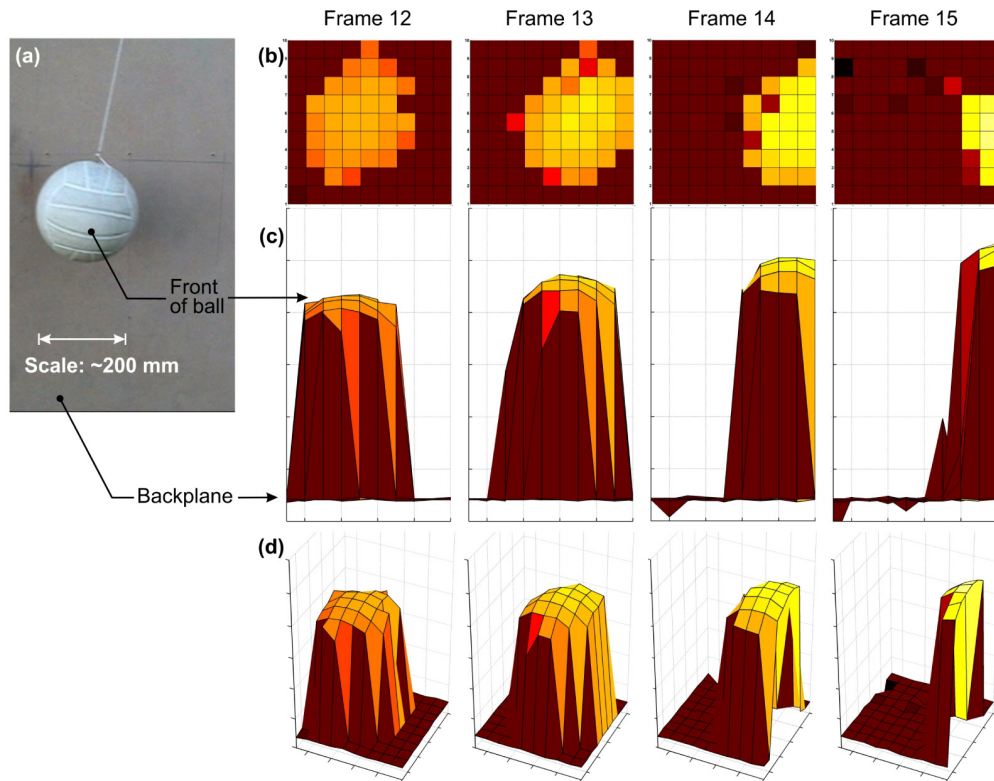 Frame 12
Frame 13
Frame 14
Frame 15
(a)
(b)
(c)
Front
of ball
Scale: ~200 mm
Backplane
(d)